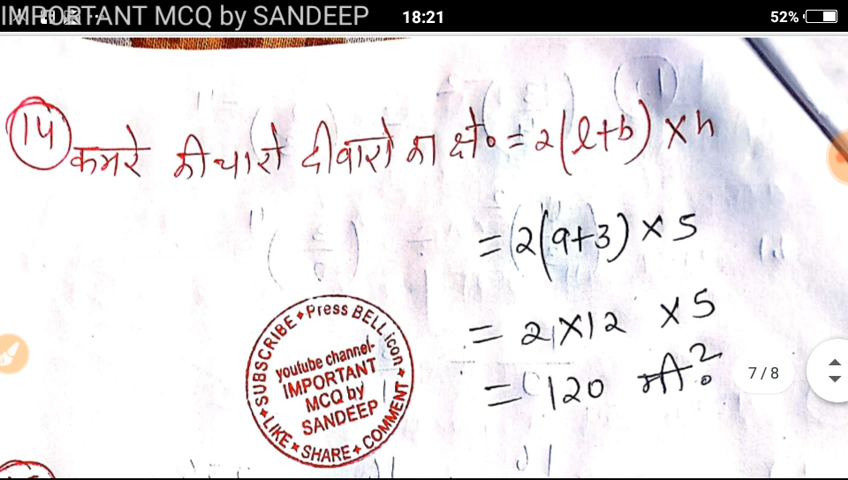 IMPORTANT MCQ by SANDEEP 18:21 52%
14 कमरे की चारो दीवारो का क्षे० = 2(l+b) × h
= 2(9+3) × 5
= 2×12 × 5
= 120 मी०²
7/8
SUBSCRIBE Press BELL icon
youtube channel-
IMPORTANT
MCQ by
SANDEEP
LIKE SHARE COMMENT